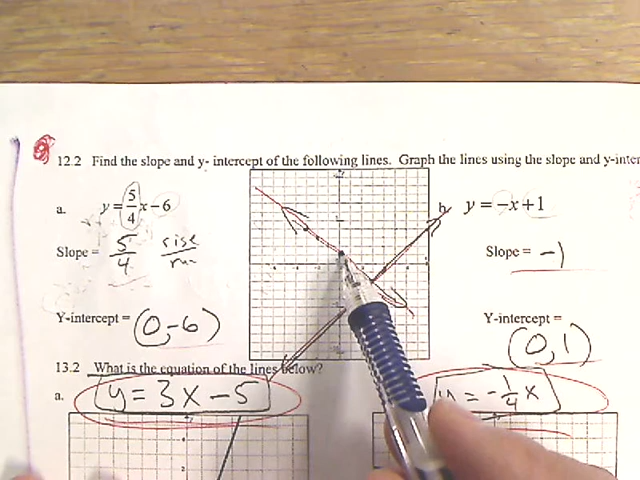 12.2 Find the slope and y- intercept of the following lines. Graph the lines using the slope and y-inter
a. y = 5/4 x - 6
b. y = -x + 1
Slope = 5/4 rise/run
Slope = -1
Y-intercept = (0, -6)
Y-intercept = (0, 1)
13.2 What is the equation of the lines below?
a. y = 3x - 5
= -1/4 x